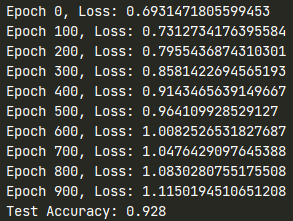 Epoch 0, Loss: 0.6931471805599453
Epoch 100, Loss: 0.7312734176395584
Epoch 200, Loss: 0.7955436874310301
Epoch 300, Loss: 0.8581422694565193
Epoch 400, Loss: 0.9143465639149667
Epoch 500, Loss: 0.964109928529127
Epoch 600, Loss: 1.0082526531827687
Epoch 700, Loss: 1.0476429097645388
Epoch 800, Loss: 1.0830280755175508
Epoch 900, Loss: 1.1150194510651208
Test Accuracy: 0.928